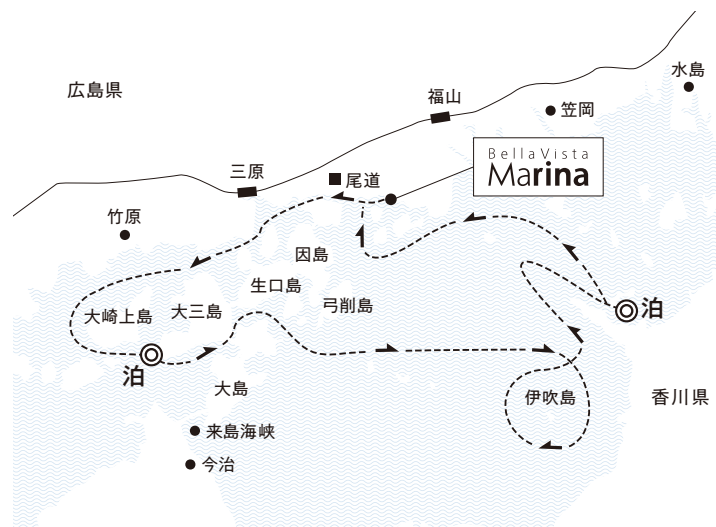 水島
広島県
福山
笠岡
BellaVista
Marina
三原
尾道
竹原
因島
生口島
弓削島
大崎上島
大三島
泊
泊
大島
伊吹島
香川県
来島海峡
今治